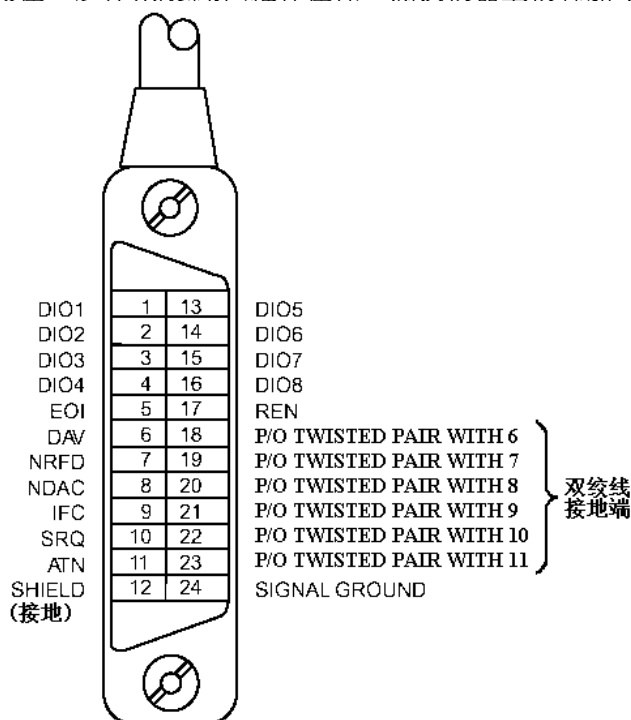 DIO1 1 13 DIO5
DIO2 2 14 DIO6
DIO3 3 15 DIO7
DIO4 4 16 DIO8
EOI 5 17 REN
DAV 6 18 P/O TWISTED PAIR WITH 6
NRFD 7 19 P/O TWISTED PAIR WITH 7
NDAC 8 20 P/O TWISTED PAIR WITH 8
IFC 9 21 P/O TWISTED PAIR WITH 9
SRQ 10 22 P/O TWISTED PAIR WITH 10
ATN 11 23 P/O TWISTED PAIR WITH 11
SHIELD 12 24 SIGNAL GROUND
(接地)
双绞线
接地端